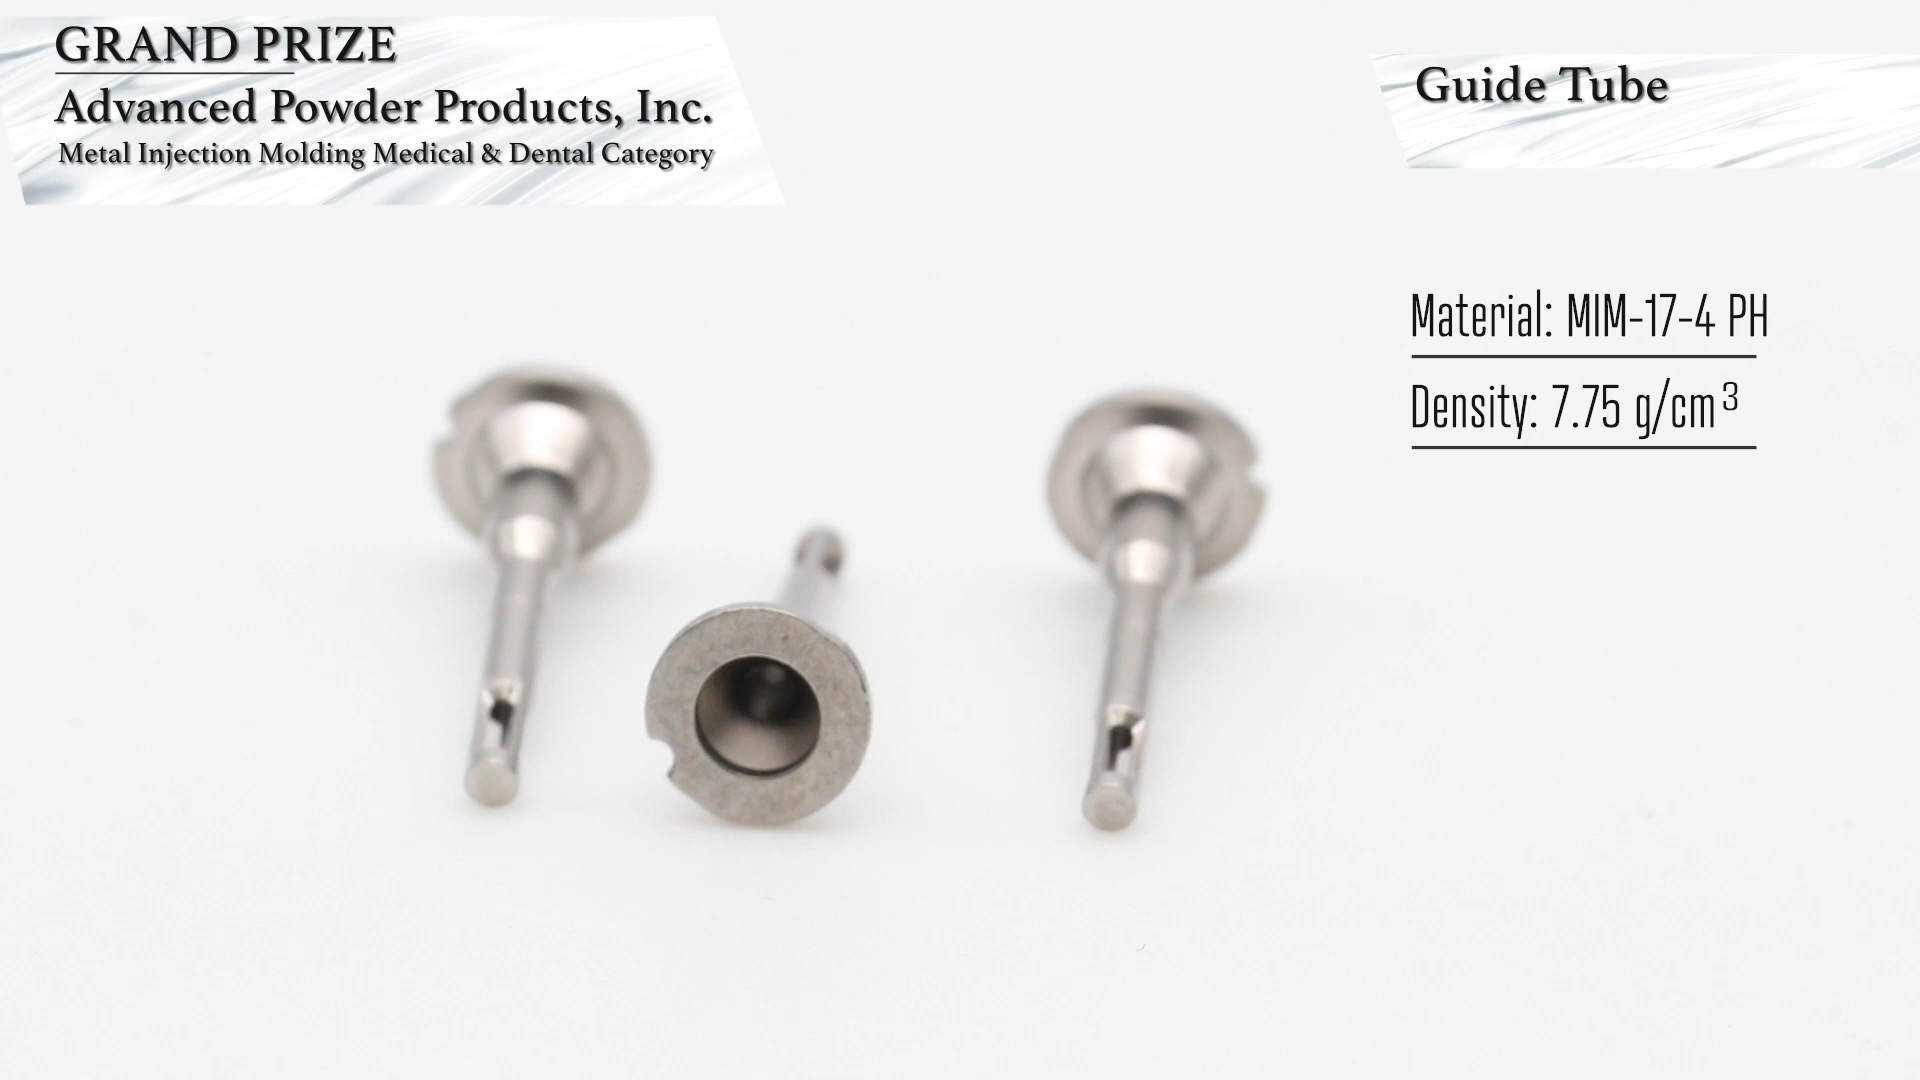 GRAND PRIZE
Advanced Powder Products, Inc.
Metal Injection Molding Medical & Dental Category
Guide Tube
Material: MIM-17-4 PH
Density: 7.75 g/cm³